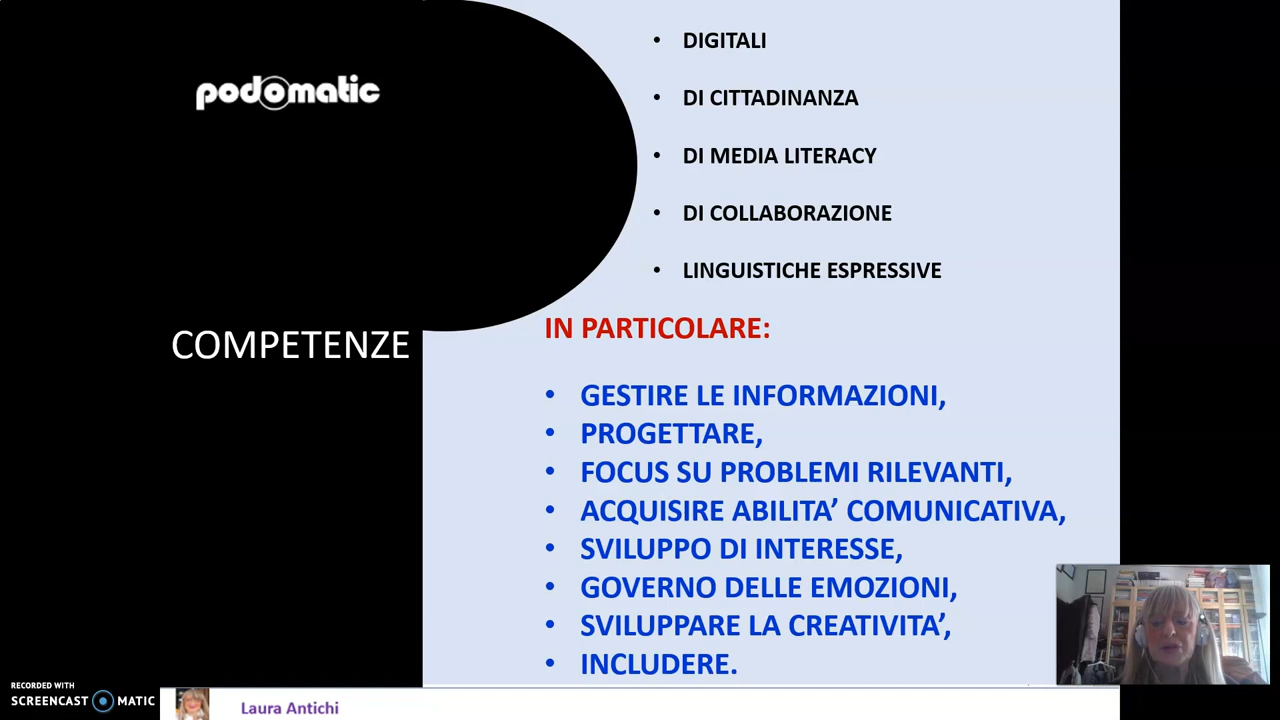 podomatic
COMPETENZE
• DIGITALI
• DI CITTADINANZA
• DI MEDIA LITERACY
• DI COLLABORAZIONE
• LINGUISTICHE ESPRESSIVE
IN PARTICOLARE:
• GESTIRE LE INFORMAZIONI,
• PROGETTARE,
• FOCUS SU PROBLEMI RILEVANTI,
• ACQUISIRE ABILITA’ COMUNICATIVA,
• SVILUPPO DI INTERESSE,
• GOVERNO DELLE EMOZIONI,
• SVILUPPARE LA CREATIVITA’,
• INCLUDERE.
RECORDED WITH
SCREENCAST MATIC
Laura Antichi